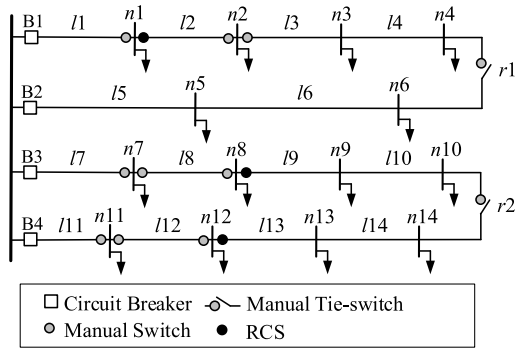 B1 l1 n1 l2 n2 l3 n3 l4 n4
r1
B2 l5 n5 l6 n6
B3 l7 n7 l8 n8 l9 n9 l10 n10
r2
B4 l11 n11 l12 n12 l13 n13 l14 n14
Circuit Breaker Manual Tie-switch
Manual Switch RCS